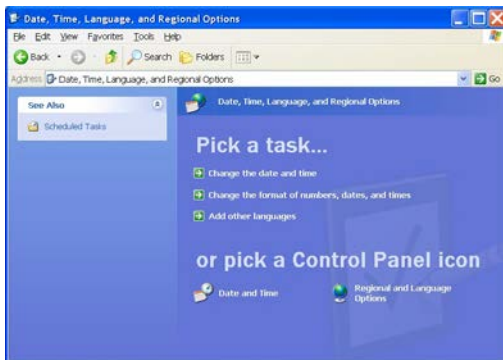 Date, Time, Language, and Regional Options
File Edit View Favorites Tools Help
Back Search Folders
Address Date, Time, Language, and Regional Options Go
See Also
Scheduled Tasks
Date, Time, Language, and Regional Options
Pick a task...
Change the date and time
Change the format of numbers, dates, and times
Add other languages
or pick a Control Panel icon
Date and Time
Regional and Language
Options